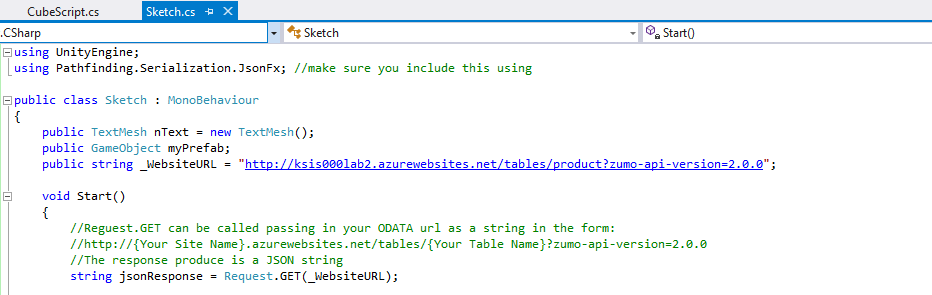 CubeScript.cs Sketch.cs
.CSharp Sketch Start()
using UnityEngine;
using Pathfinding.Serialization.JsonFx; //make sure you include this using
public class Sketch : MonoBehaviour
{
public TextMesh nText = new TextMesh();
public GameObject myPrefab;
public string _WebsiteURL = "http://ksis000lab2.azurewebsites.net/tables/product?zumo-api-version=2.0.0";
void Start()
{
//Reguest.GET can be called passing in your ODATA url as a string in the form:
//http://{Your Site Name}.azurewebsites.net/tables/{Your Table Name}?zumo-api-version=2.0.0
//The response produce is a JSON string
string jsonResponse = Request.GET(_WebsiteURL);